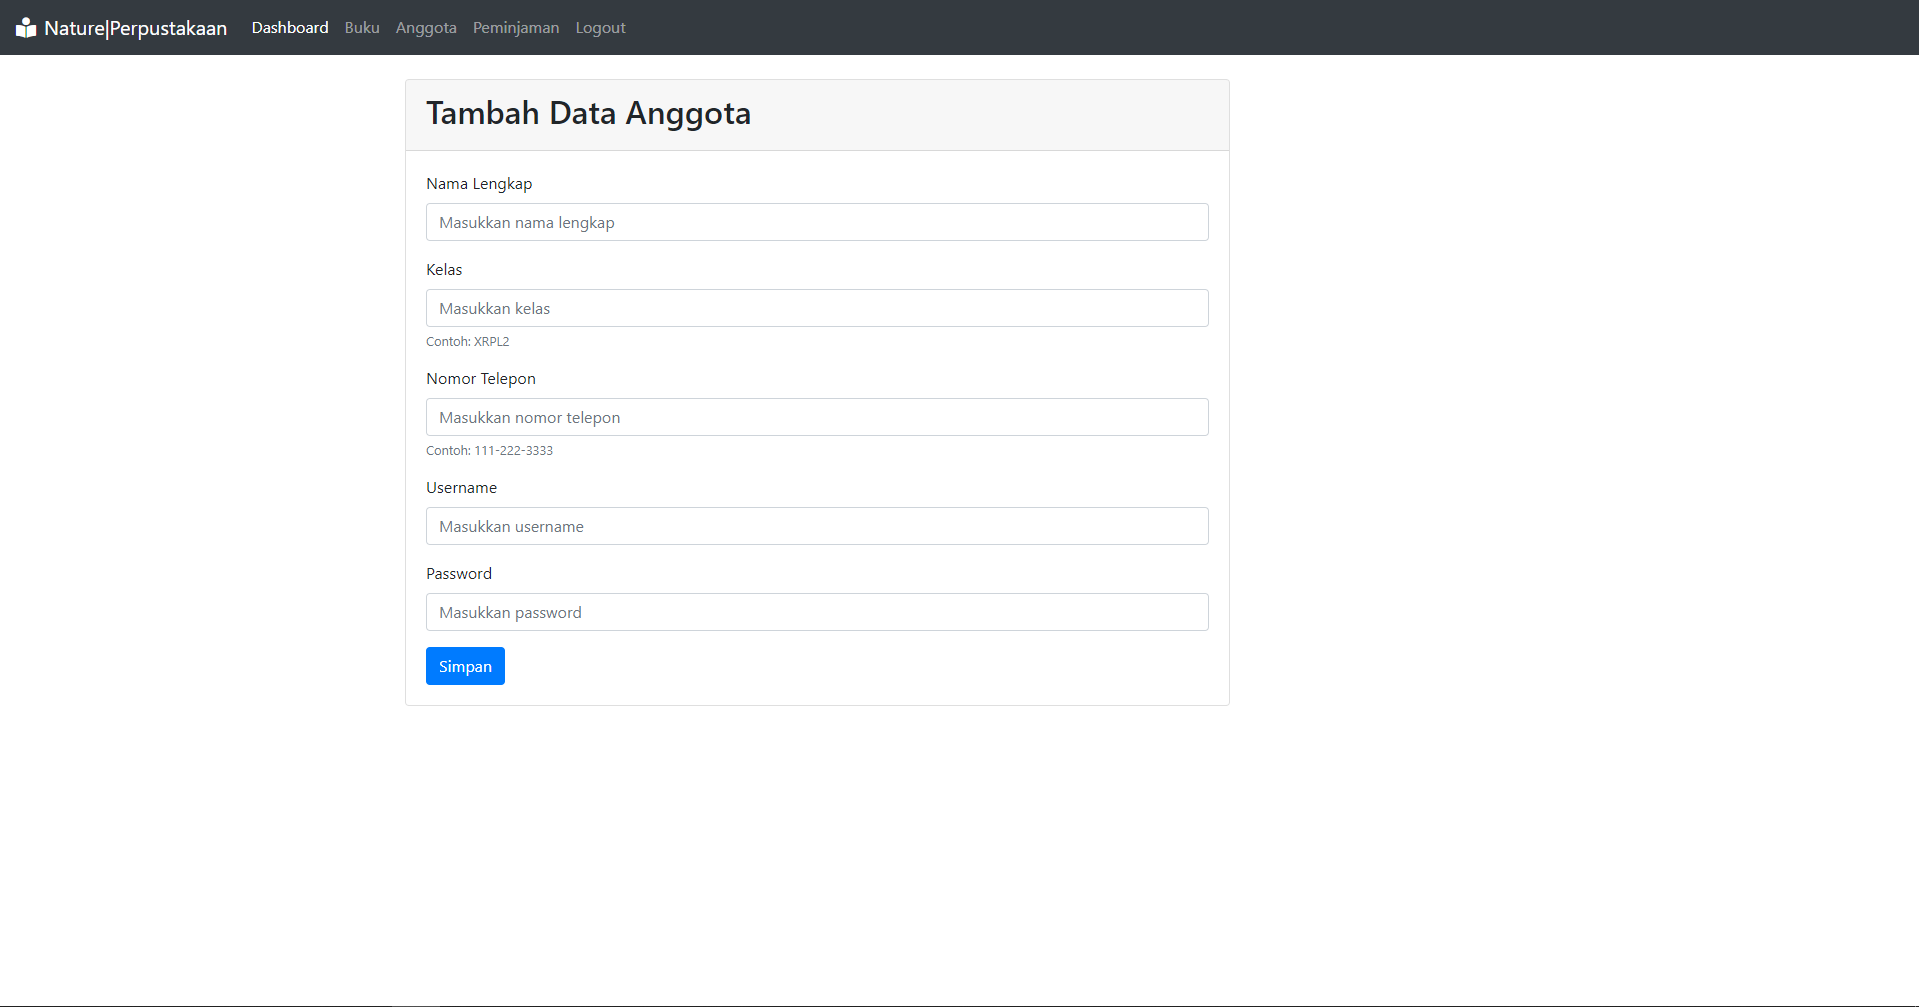 Nature|Perpustakaan Dashboard Buku Anggota Peminjaman Logout
Tambah Data Anggota
Nama Lengkap
Masukkan nama lengkap
Kelas
Masukkan kelas
Contoh: XRPL2
Nomor Telepon
Masukkan nomor telepon
Contoh: 111-222-3333
Username
Masukkan username
Password
Masukkan password
Simpan